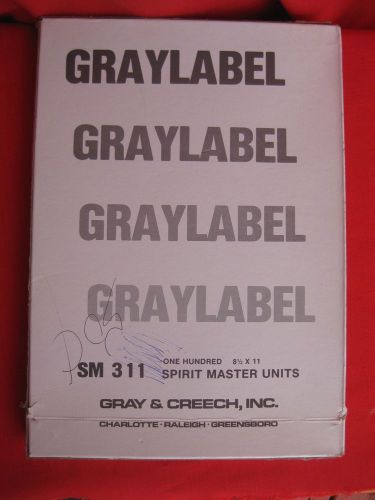 GRAYLABEL
GRAYLABEL
GRAYLABEL
GRAYLABEL
ONE HUNDRED 8½ X 11
SM 311 SPIRIT MASTER UNITS
GRAY & CREECH, INC.
CHARLOTTE · RALEIGH · GREENSBORO